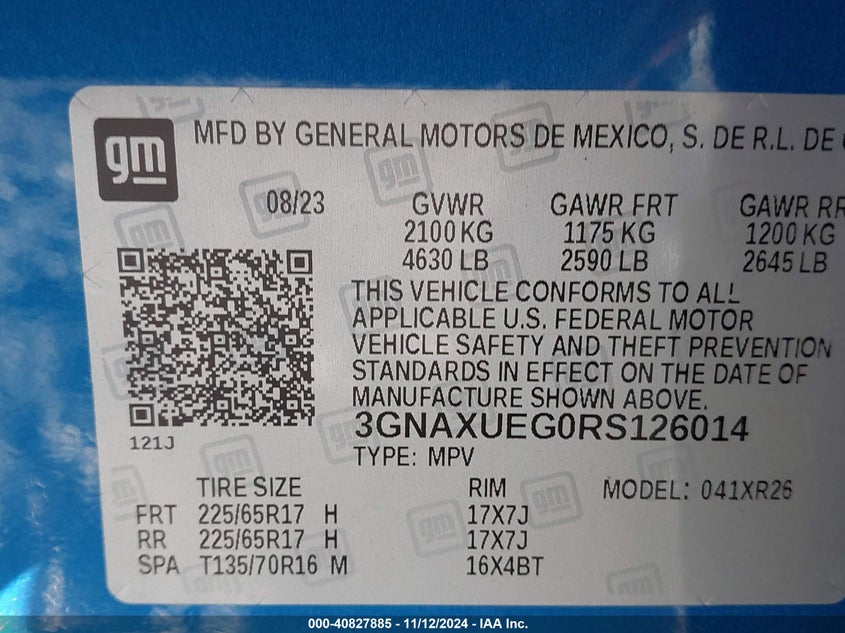 gm
MFD BY GENERAL MOTORS DE MEXICO, S. DE R.L. DE
08/23 GVWR GAWR FRT GAWR RR
2100 KG 1175 KG 1200 KG
4630 LB 2590 LB 2645 LB
THIS VEHICLE CONFORMS TO ALL
APPLICABLE U.S. FEDERAL MOTOR
VEHICLE SAFETY AND THEFT PREVENTION
STANDARDS IN EFFECT ON THE DATE OF
MANUFACTURE SHOWN ABOVE.
3GNAXUEG0RS126014
121J
TYPE: MPV
TIRE SIZE RIM MODEL: 041XR26
FRT 225/65R17 H 17X7J
RR 225/65R17 H 17X7J
SPA T135/70R16 M 16X4BT
000-40827885 - 11/12/2024 - IAA Inc.